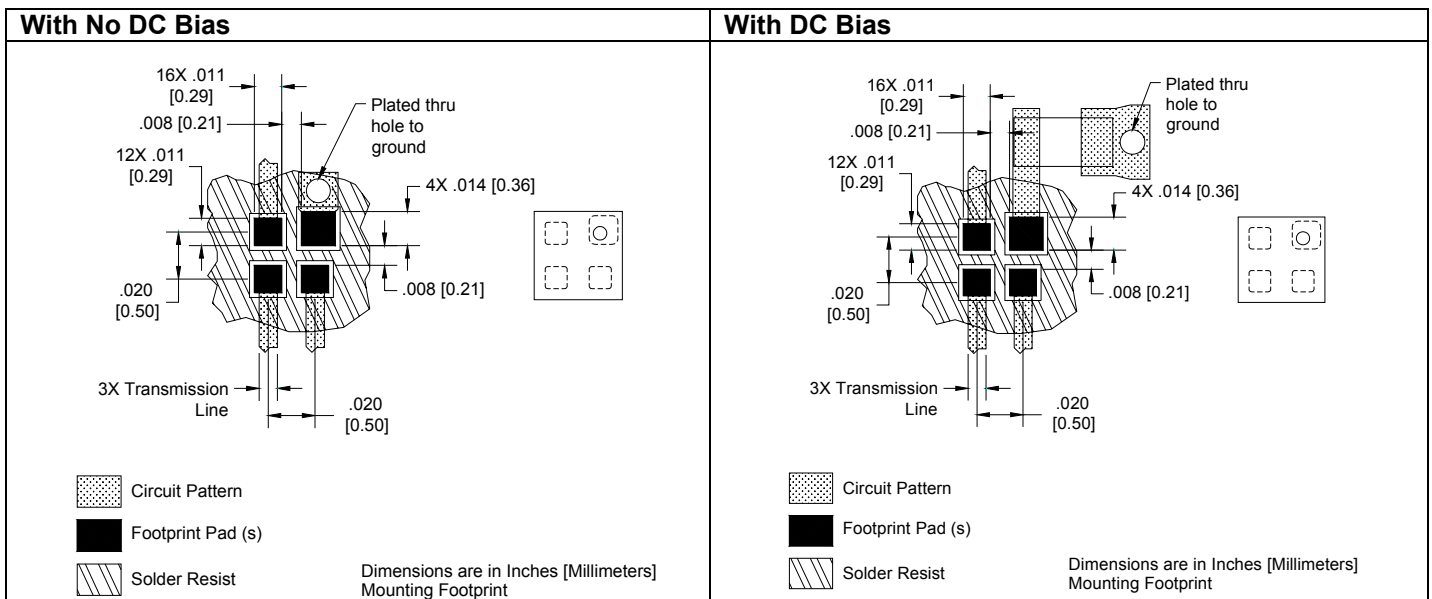 With No DC Bias
16X .011
[0.29]
.008 [0.21]
12X .011
[0.29]
Plated thru
hole to
ground
4X .014 [0.36]
.020
[0.50]
.008 [0.21]
3X Transmission
Line
.020
[0.50]
Circuit Pattern
Footprint Pad (s)
Solder Resist
Dimensions are in Inches [Millimeters]
Mounting Footprint
With DC Bias
16X .011
[0.29]
.008 [0.21]
12X .011
[0.29]
Plated thru
hole to
ground
4X .014 [0.36]
.020
[0.50]
.008 [0.21]
3X Transmission
Line
.020
[0.50]
Circuit Pattern
Footprint Pad (s)
Solder Resist
Dimensions are in Inches [Millimeters]
Mounting Footprint